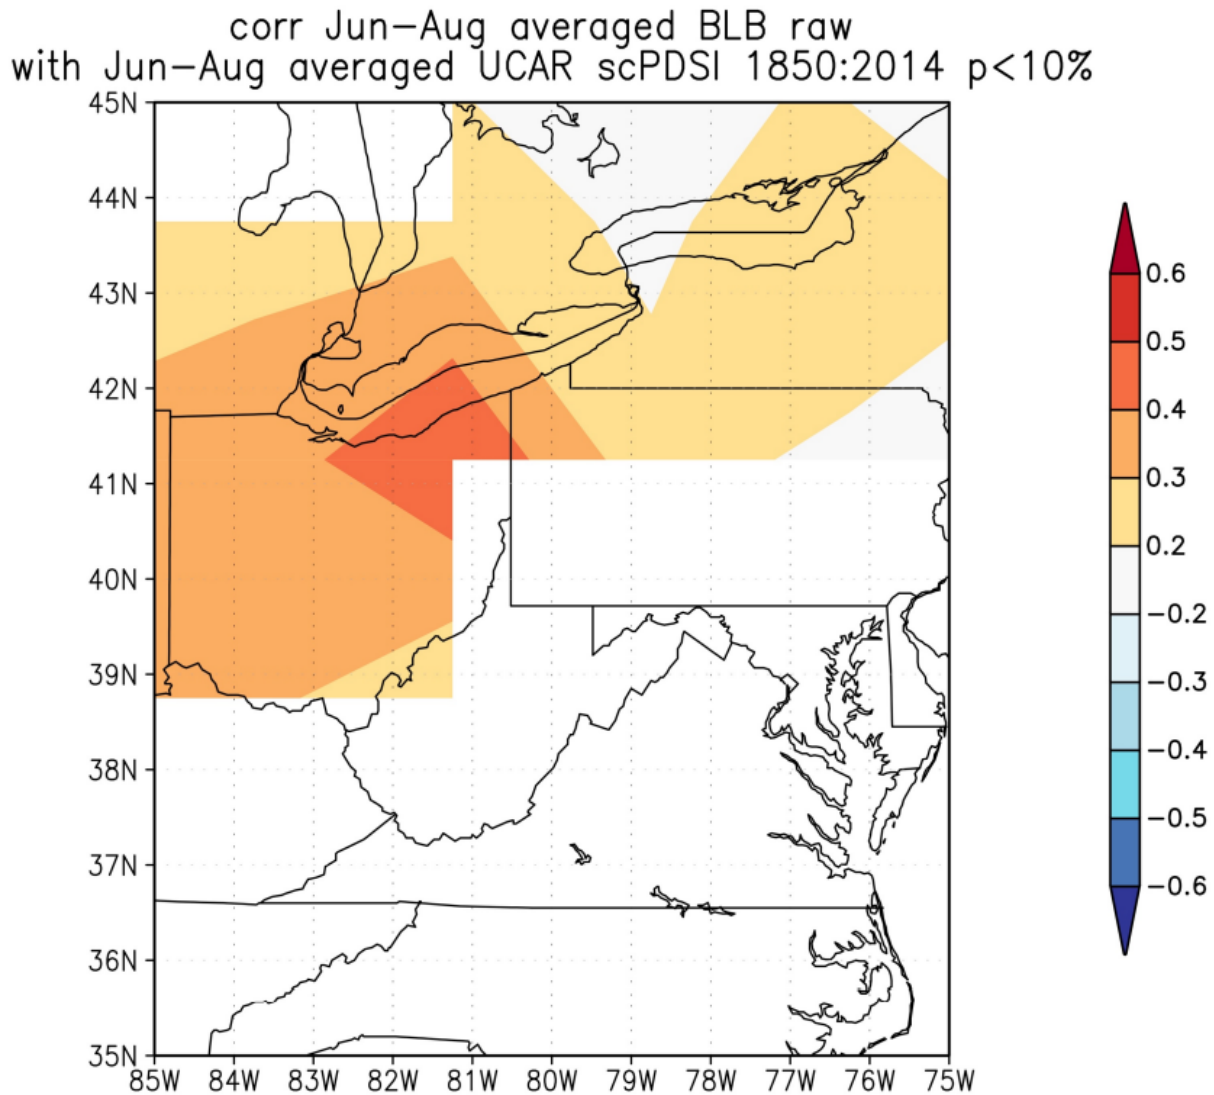 corr Jun-Aug averaged BLB raw
with Jun-Aug averaged UCAR scPDSI 1850:2014 p<10%
45N
44N
43N
42N
41N
40N
39N
38N
37N
36N
35N
85W 84W 83W 82W 81W 80W 79W 78W 77W 76W 75W
0.6
0.5
0.4
0.3
0.2
-0.2
-0.3
-0.4
-0.5
-0.6